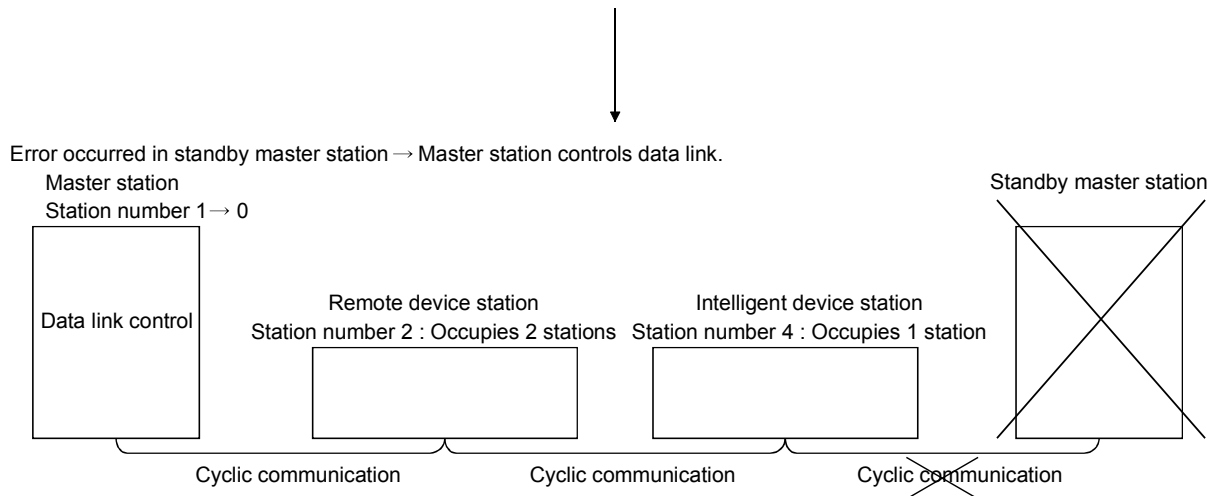 Error occurred in standby master station → Master station controls data link.
Master station
Station number 1 → 0
Standby master station
Data link control
Remote device station
Station number 2 : Occupies 2 stations
Intelligent device station
Station number 4 : Occupies 1 station
Cyclic communication
Cyclic communication
Cyclic communication